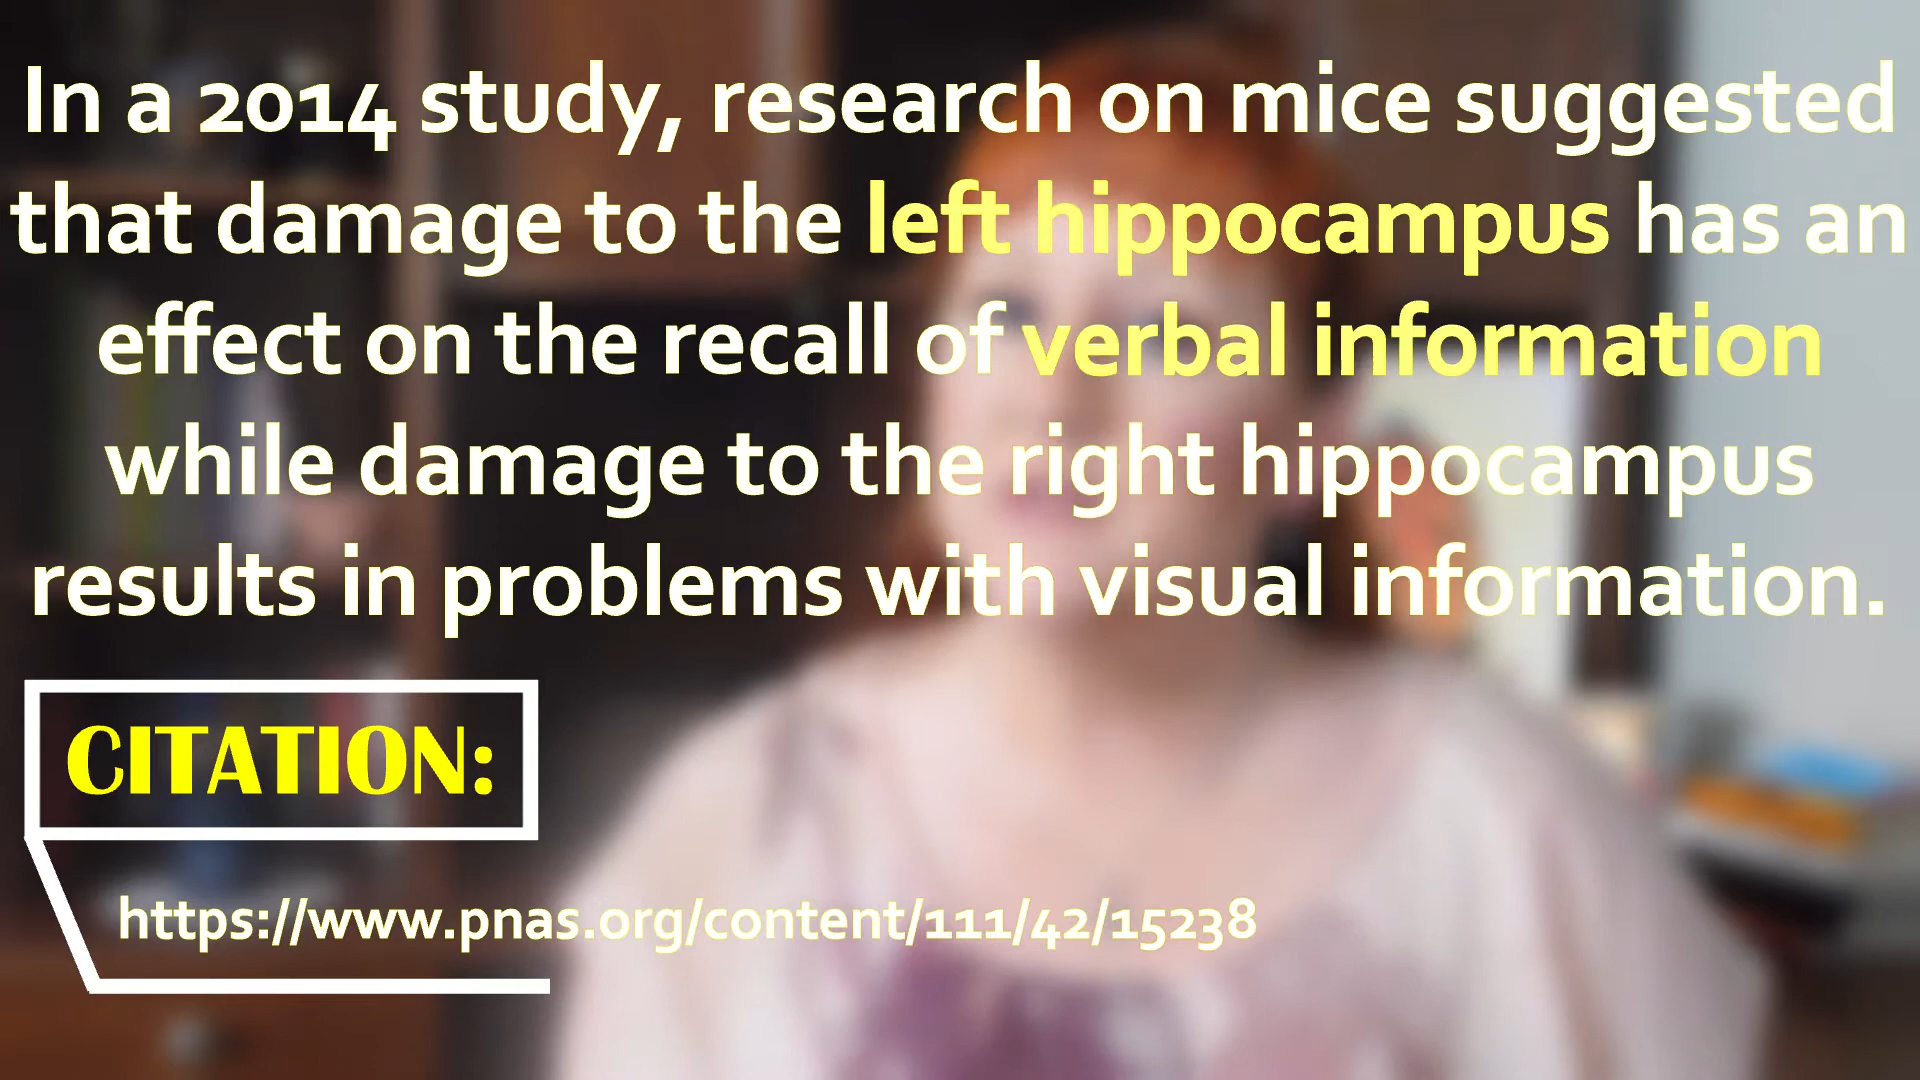 In a 2014 study, research on mice suggested
that damage to the left hippocampus has an
effect on the recall of verbal information
while damage to the right hippocampus
results in problems with visual information.
CITATION:
https://www.pnas.org/content/111/42/15238